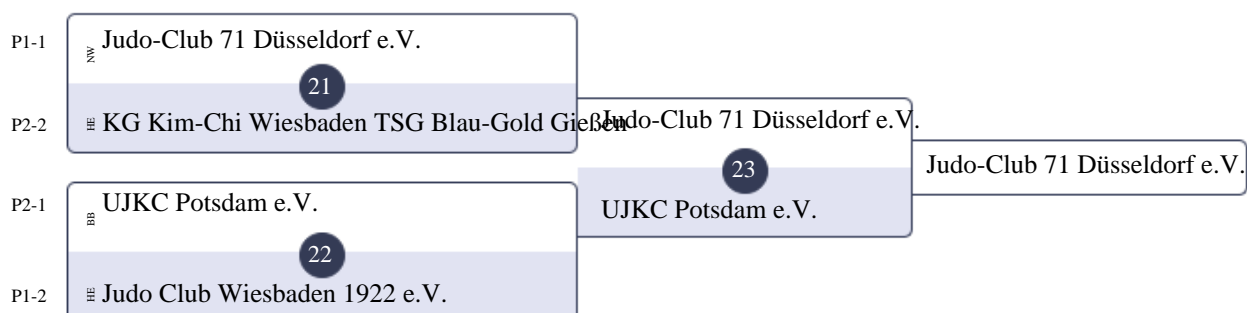 P1-1
NW Judo-Club 71 Düsseldorf e.V.
21
P2-2
HE KG Kim-Chi Wiesbaden TSG Blau-Gold Gießen
Judo-Club 71 Düsseldorf e.V.
23
Judo-Club 71 Düsseldorf e.V.
UJKC Potsdam e.V.
P2-1
BB UJKC Potsdam e.V.
22
P1-2
HE Judo Club Wiesbaden 1922 e.V.